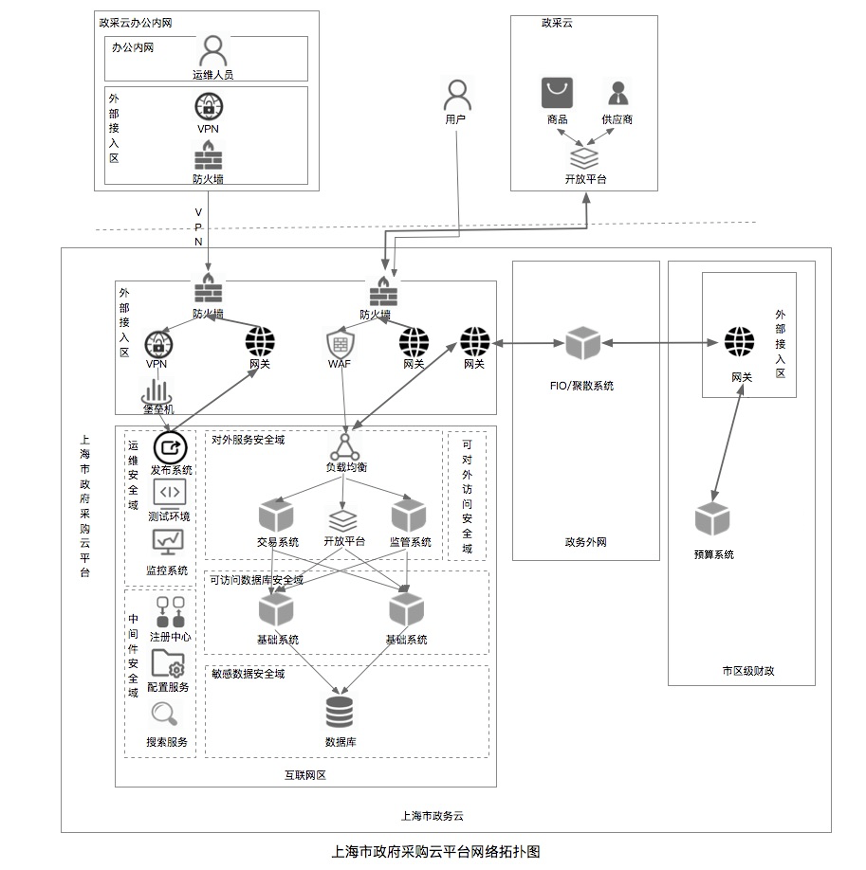 政采云办公内网
办公内网
运维人员
外部接入区
VPN
防火墙
用户
政采云
商品
供应商
开放平台
VPN
外部接入区
防火墙
防火墙
VPN
网关
WAF
网关
网关
堡垒机
FIO/聚散系统
政务外网
外部接入区
网关
预算系统
市区级财政
上海市政府采购云平台
运维安全域
发布系统
测试环境
监控系统
对外服务安全域
负载均衡
交易系统
开放平台
监管系统
可对外访问安全域
可访问数据库安全域
基础系统
基础系统
中间件安全域
注册中心
配置服务
搜索服务
敏感数据安全域
数据库
互联网区
上海市政务云
上海市政府采购云平台网络拓扑图